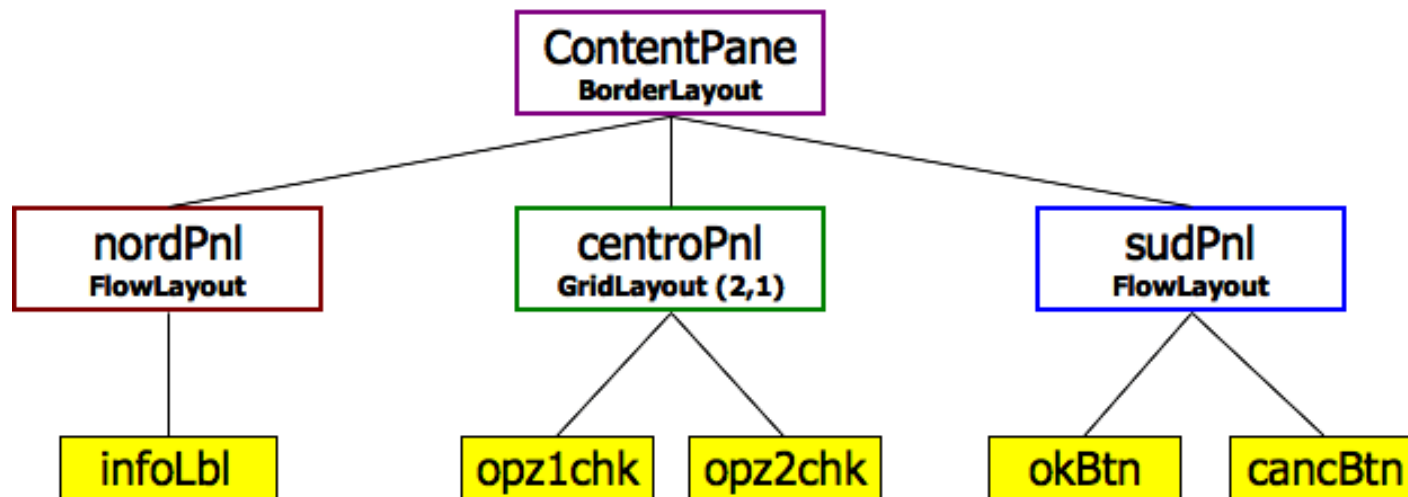 ContentPane
BorderLayout
nordPnl
FlowLayout
centroPnl
GridLayout (2,1)
sudPnl
FlowLayout
infoLbl
opz1chk
opz2chk
okBtn
cancBtn